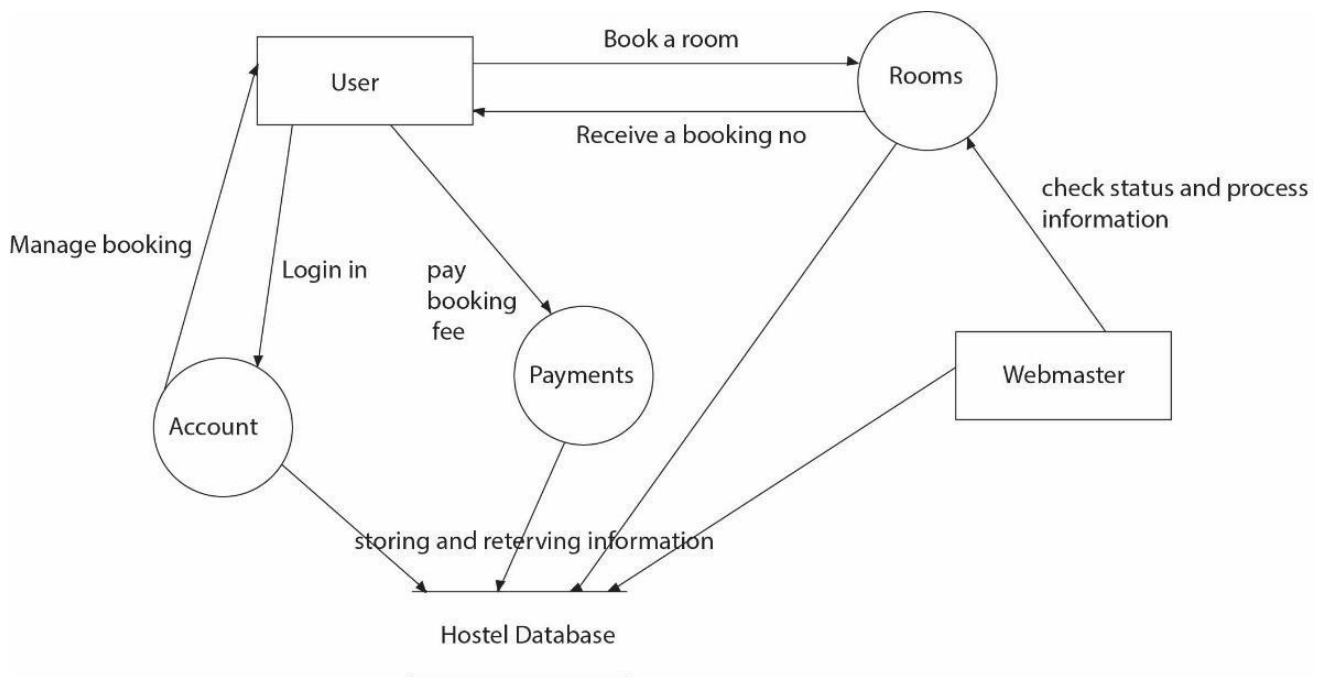 Book a room
User
Rooms
Receive a booking no
check status and process
information
Manage booking
Login in
pay
booking
fee
Payments
Webmaster
Account
storing and reterving information
Hostel Database